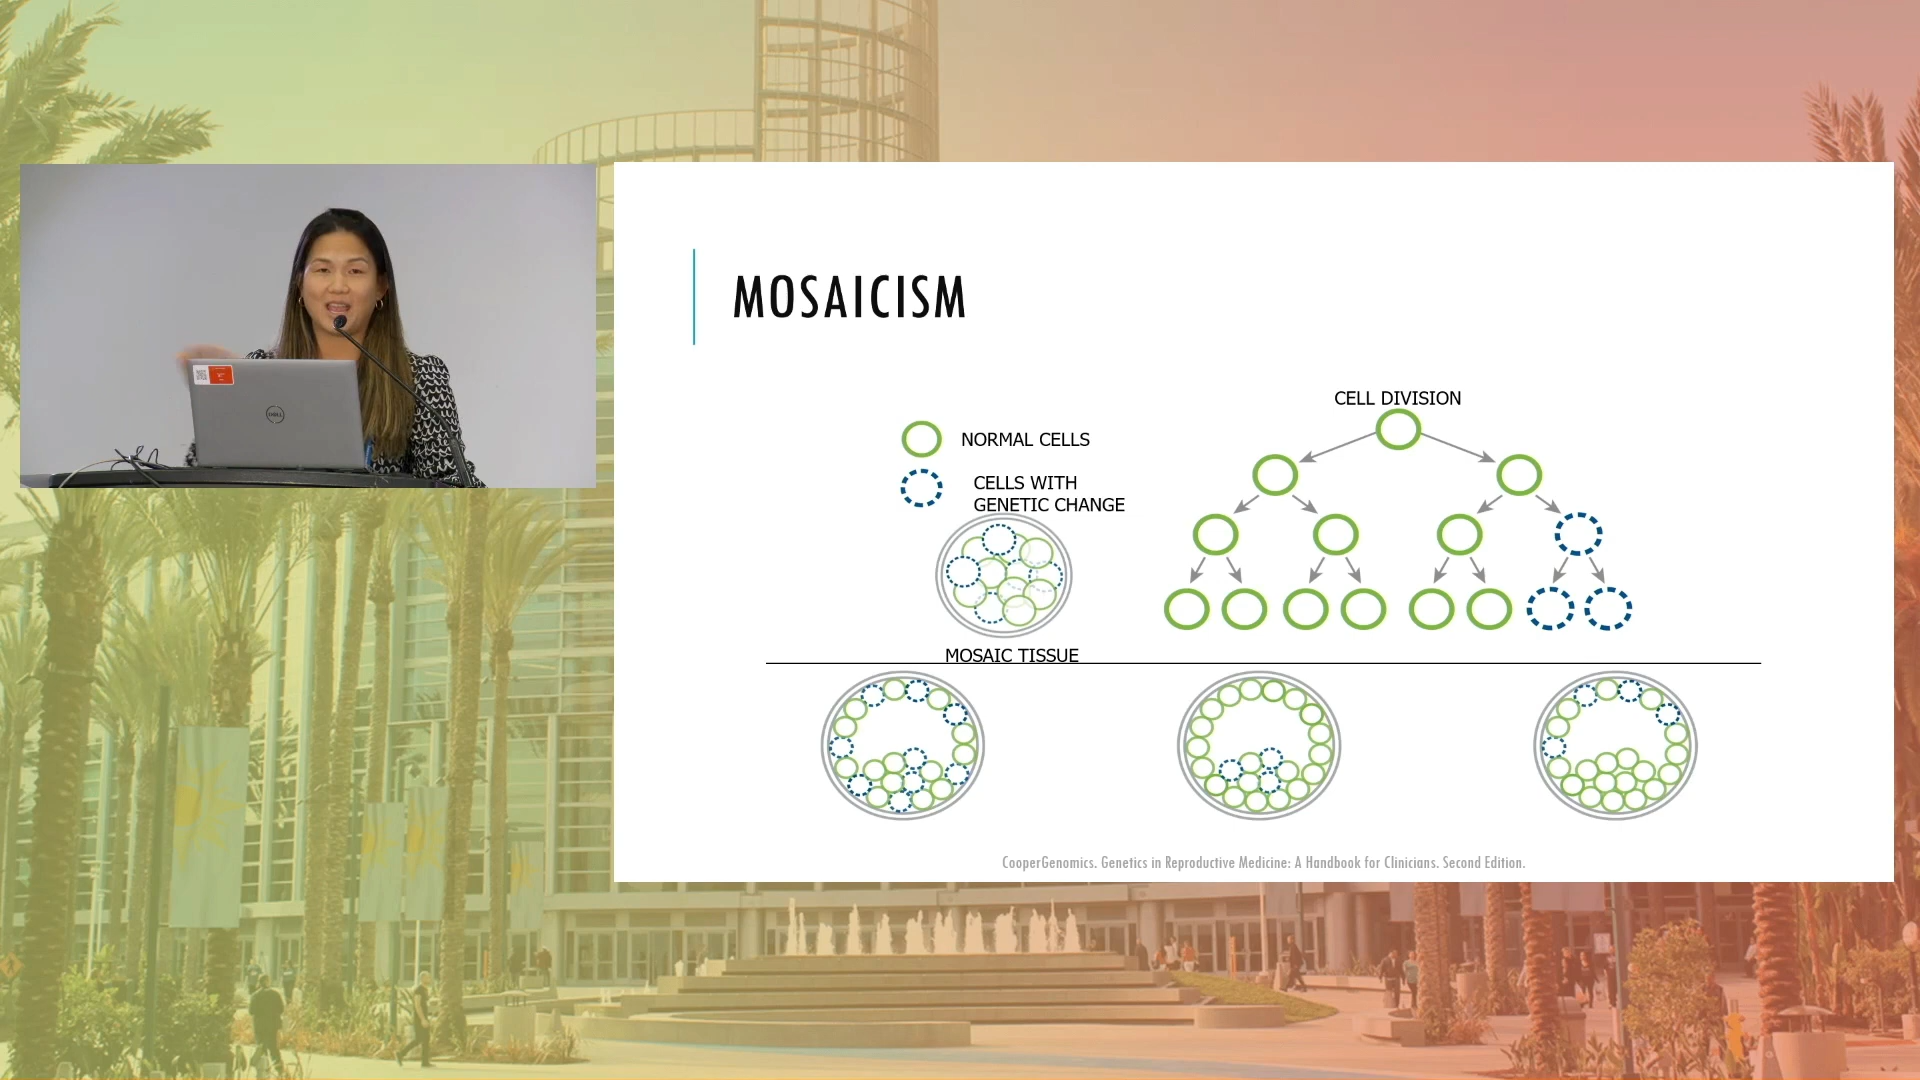 MOSAICISM
CELL DIVISION
NORMAL CELLS
CELLS WITH
GENETIC CHANGE
MOSAIC TISSUE
CooperGenomics. Genetics in Reproductive Medicine: A Handbook for Clinicians. Second Edition.